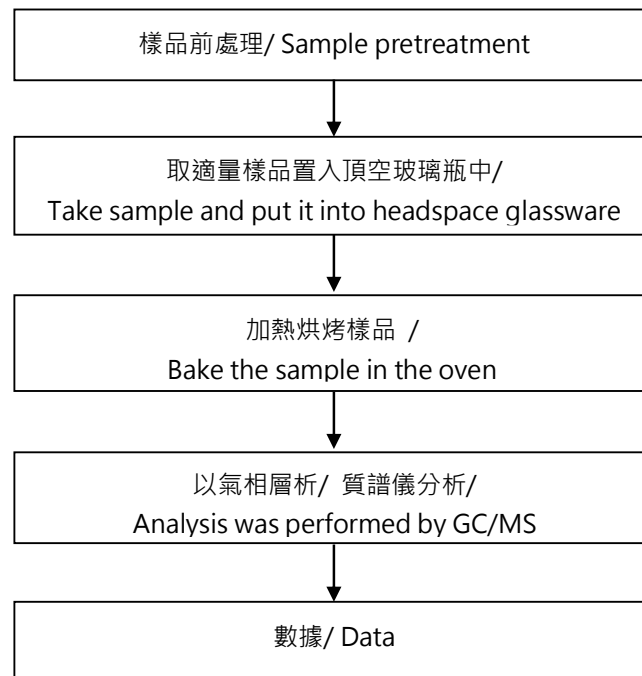 樣品前處理/ Sample pretreatment
取適量樣品置入頂空玻璃瓶中/
Take sample and put it into headspace glassware
加熱烘烤樣品 /
Bake the sample in the oven
以氣相層析/ 質譜儀分析/
Analysis was performed by GC/MS
數據/ Data